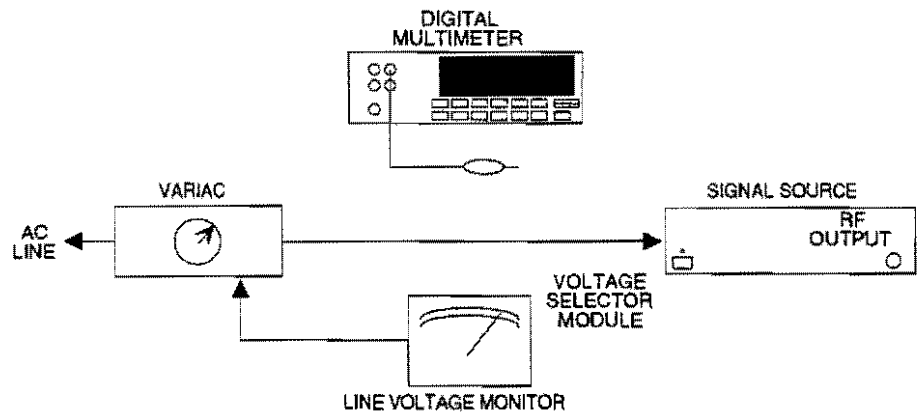 DIGITAL
MULTIMETER
VARIAC
SIGNAL SOURCE
AC
LINE
RF
OUTPUT
VOLTAGE
SELECTOR
MODULE
LINE VOLTAGE MONITOR